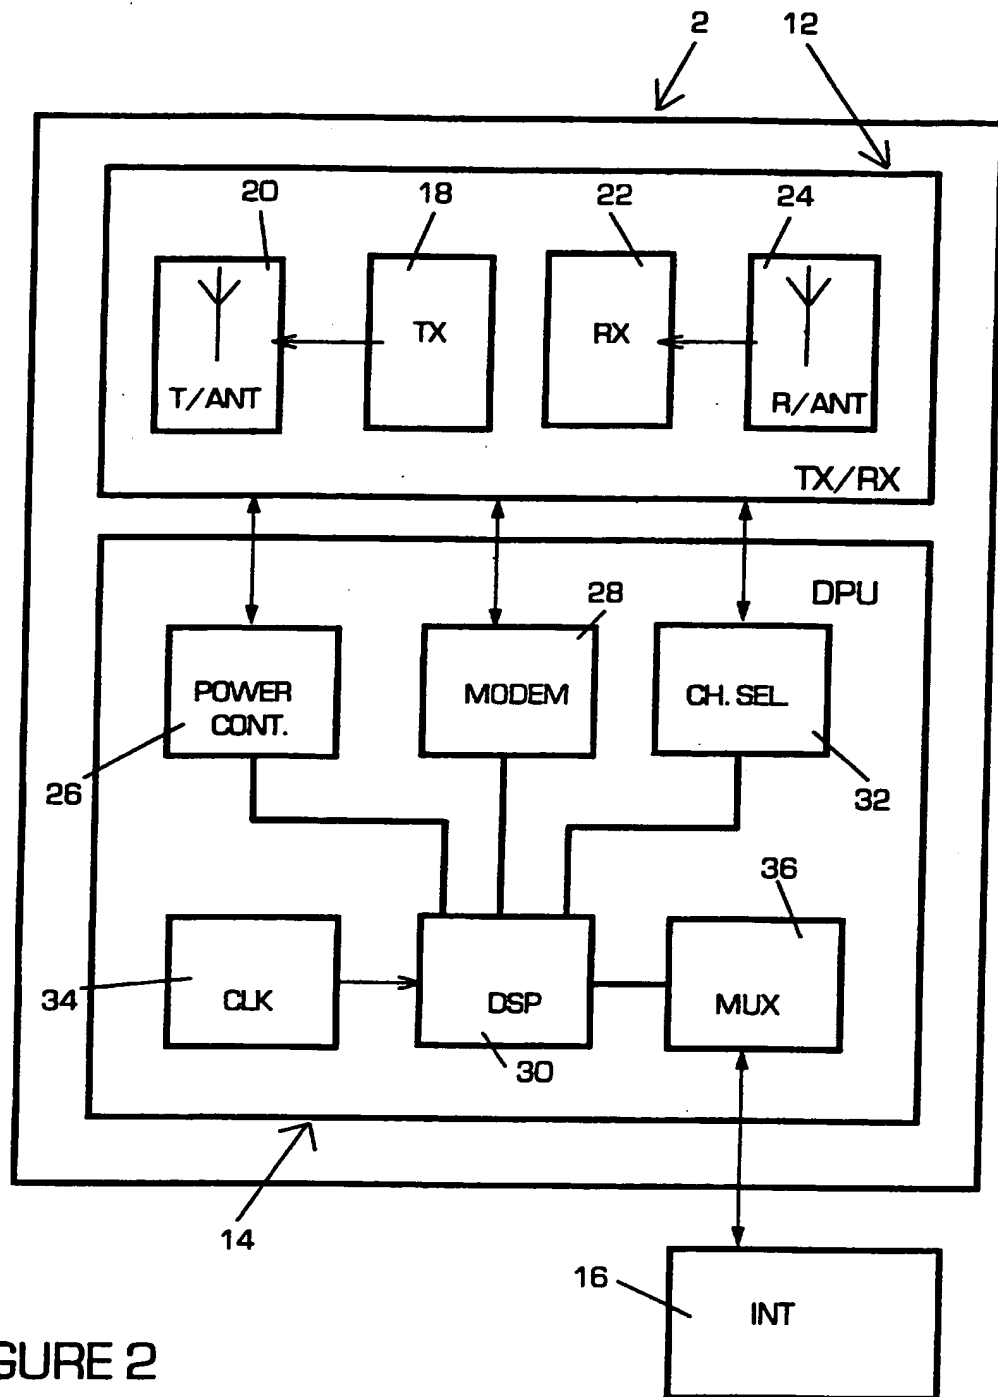 2
12
20
18
22
24
TX
RX
T/ANT
R/ANT
TX/RX
DPU
28
POWER
CONT.
MODEM
CH. SEL.
26
32
36
34
CLK
DSP
MUX
30
14
16
INT
GURE 2